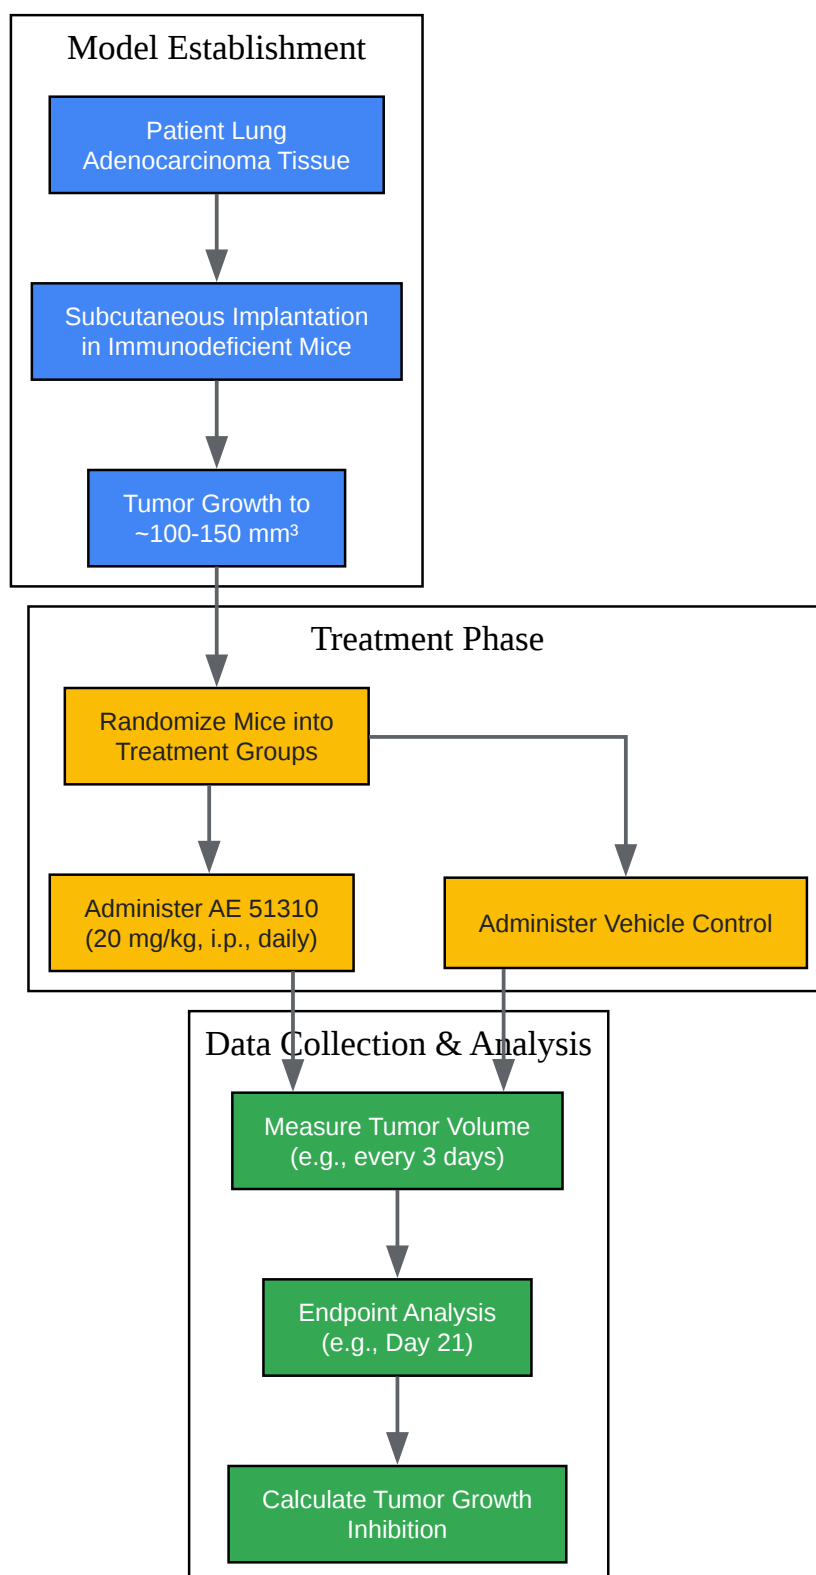 Model Establishment
Patient Lung
Adenocarcinoma Tissue
Subcutaneous Implantation
in Immunodeficient Mice
Tumor Growth to
~100-150 mm³
Treatment Phase
Randomize Mice into
Treatment Groups
Administer AE 51310
(20 mg/kg, i.p., daily)
Administer Vehicle Control
Data Collection & Analysis
Measure Tumor Volume
(e.g., every 3 days)
Endpoint Analysis
(e.g., Day 21)
Calculate Tumor Growth
Inhibition